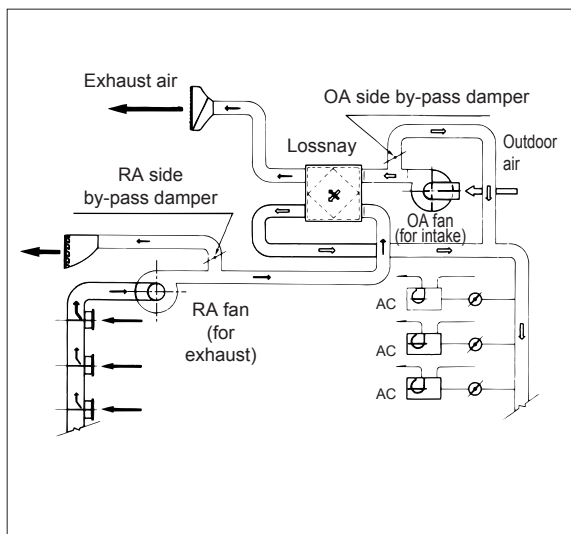 Exhaust air
OA side by-pass damper
Lossnay
Outdoor
air
RA side
by-pass damper
OA fan
(for intake)
RA fan
(for
exhaust)
AC
AC
AC